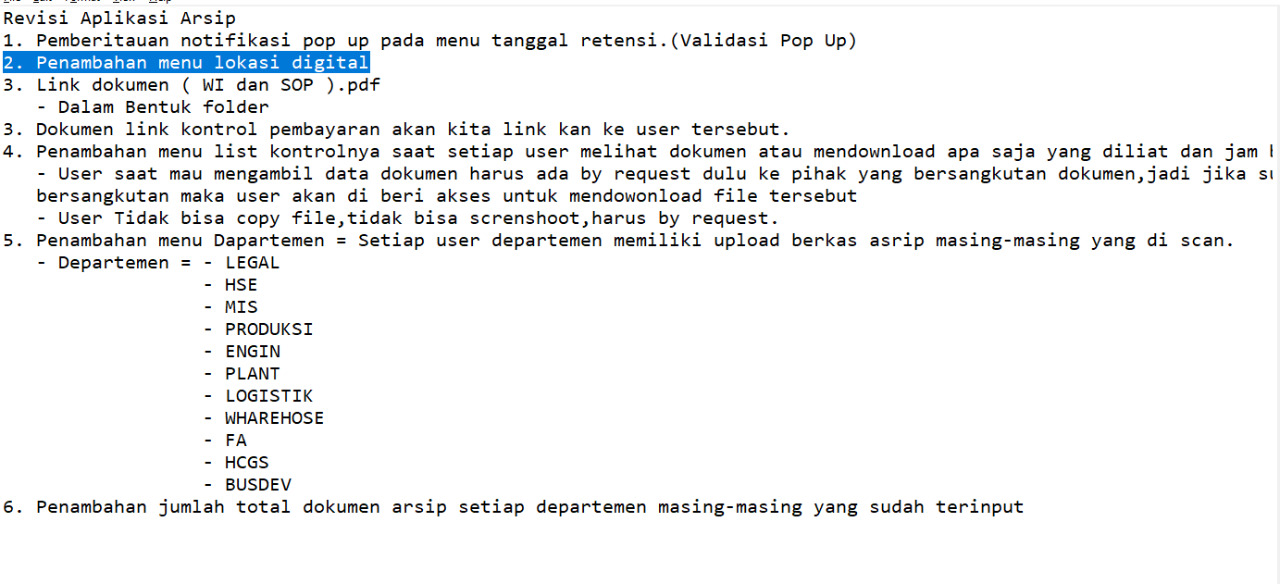 Revisi Aplikasi Arsip
1. Pemberitauan notifikasi pop up pada menu tanggal retensi.(Validasi Pop Up)
2. Penambahan menu lokasi digital
3. Link dokumen ( WI dan SOP ).pdf
- Dalam Bentuk folder
3. Dokumen link kontrol pembayaran akan kita link kan ke user tersebut.
4. Penambahan menu list kontrolnya saat setiap user melihat dokumen atau mendownload apa saja yang diliat dan jam
- User saat mau mengambil data dokumen harus ada by request dulu ke pihak yang bersangkutan dokumen,jadi jika
bersangkutan maka user akan di beri akses untuk mendowonload file tersebut
- User Tidak bisa copy file,tidak bisa screnshoot,harus by request.
5. Penambahan menu Dapartemen = Setiap user departemen memiliki upload berkas asrip masing-masing yang di scan.
- Departemen = - LEGAL
- HSE
- MIS
- PRODUKSI
- ENGIN
- PLANT
- LOGISTIK
- WHAREHOSE
- FA
- HCGS
- BUSDEV
6. Penambahan jumlah total dokumen arsip setiap departemen masing-masing yang sudah terinput